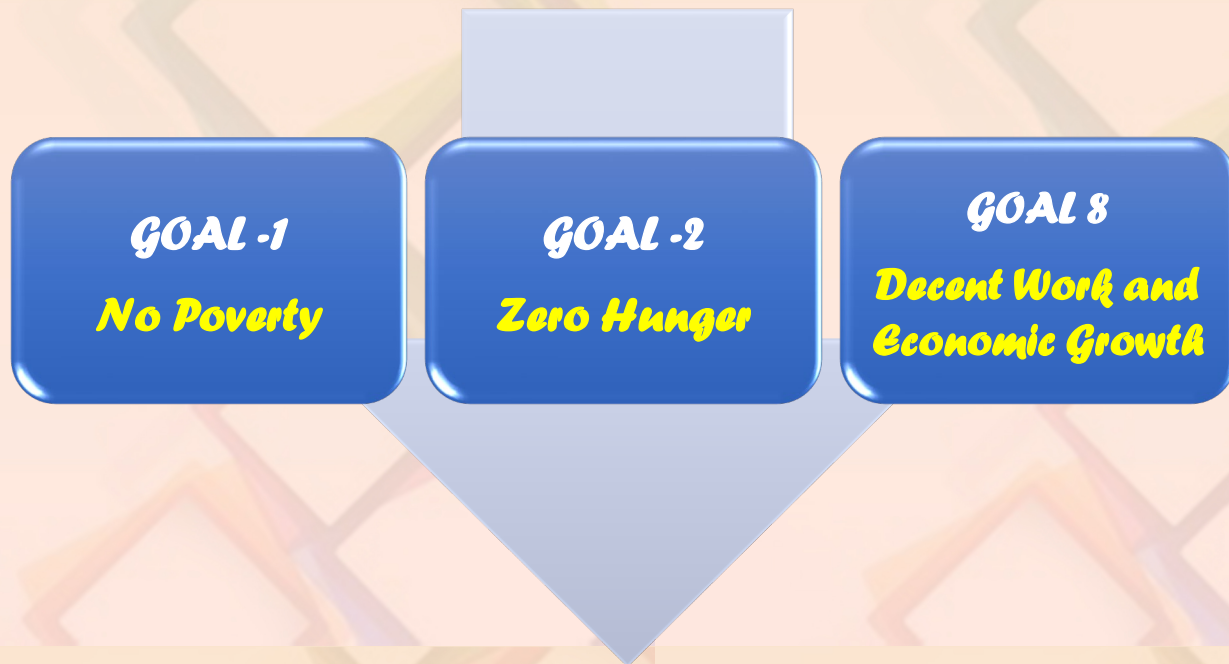 GOAL -1
No Poverty
GOAL -2
Zero Hunger
GOAL 8
Decent Work and
Economic Growth